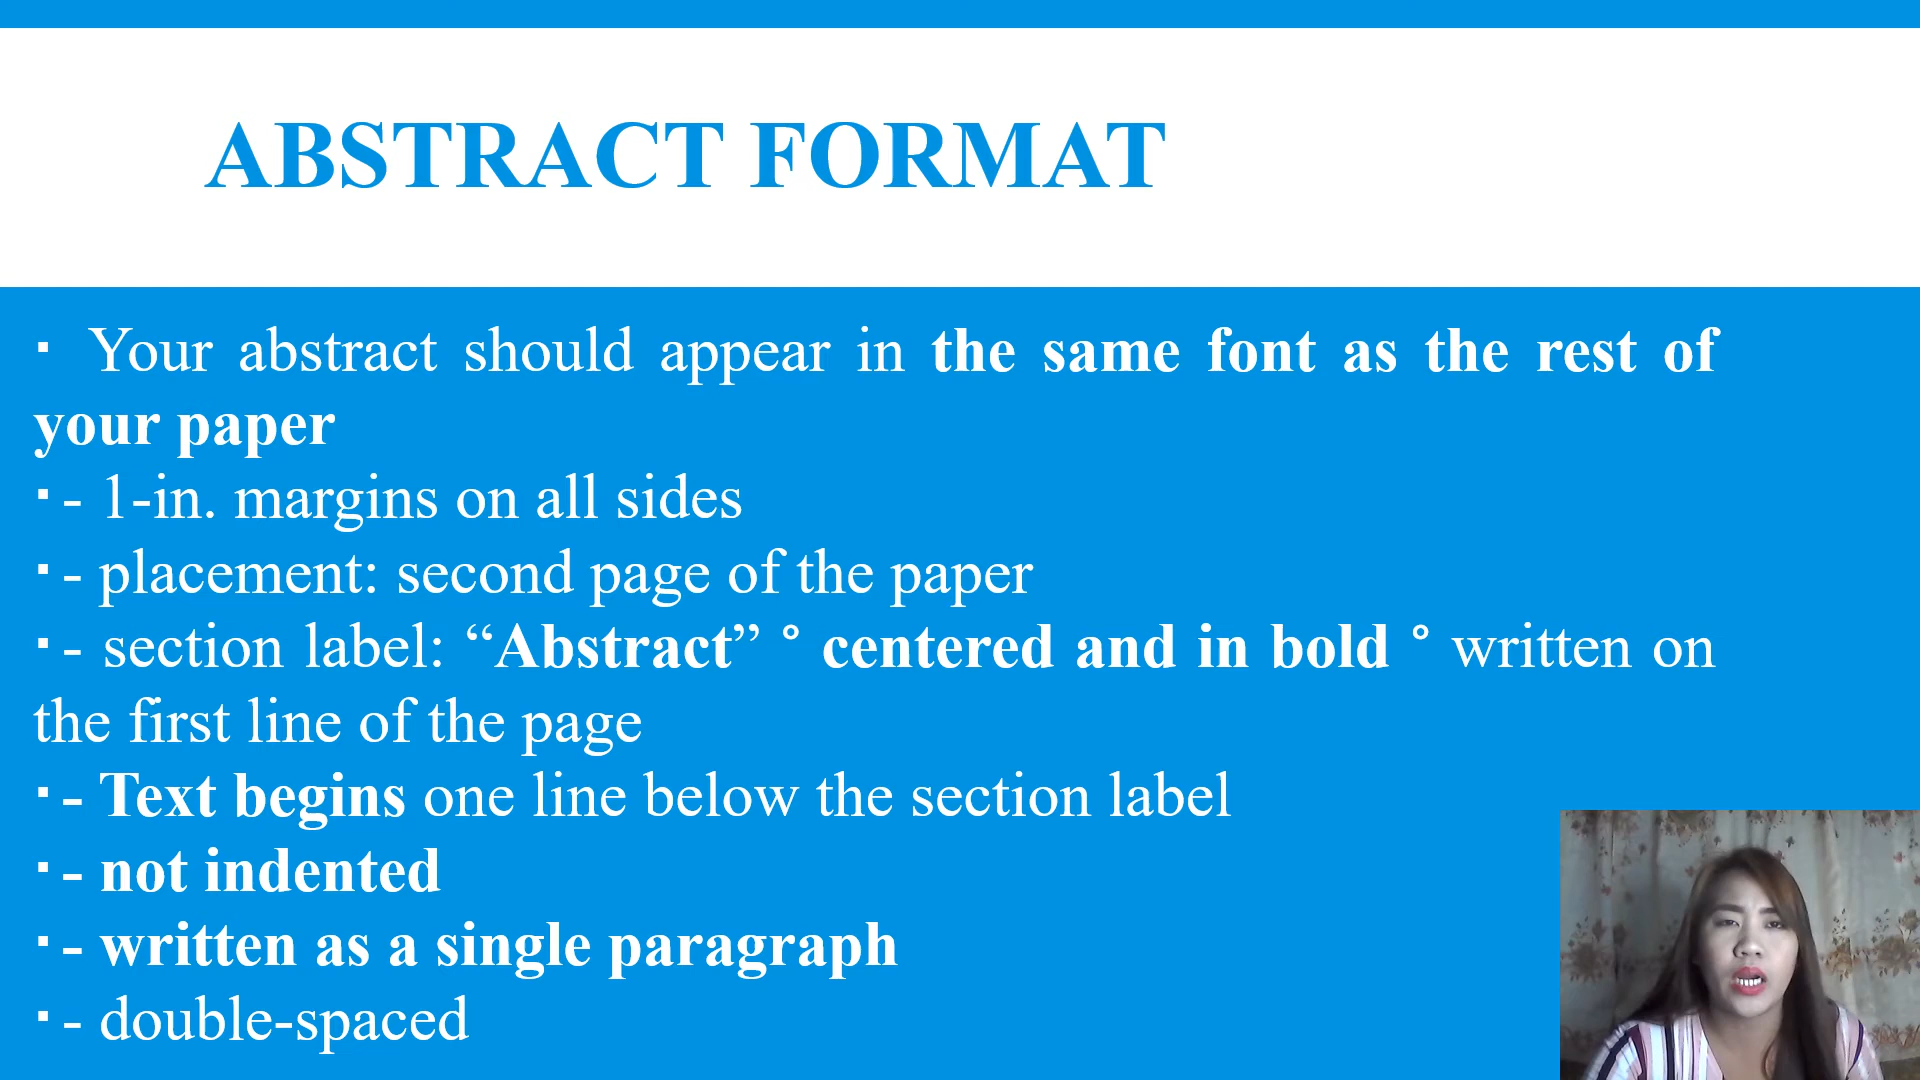 ABSTRACT FORMAT
▪ Your abstract should appear in the same font as the rest of
your paper
▪ - 1-in. margins on all sides
▪ - placement: second page of the paper
▪ - section label: “Abstract” ° centered and in bold ° written on
the first line of the page
▪ - Text begins one line below the section label
▪ - not indented
▪ - written as a single paragraph
▪ - double-spaced